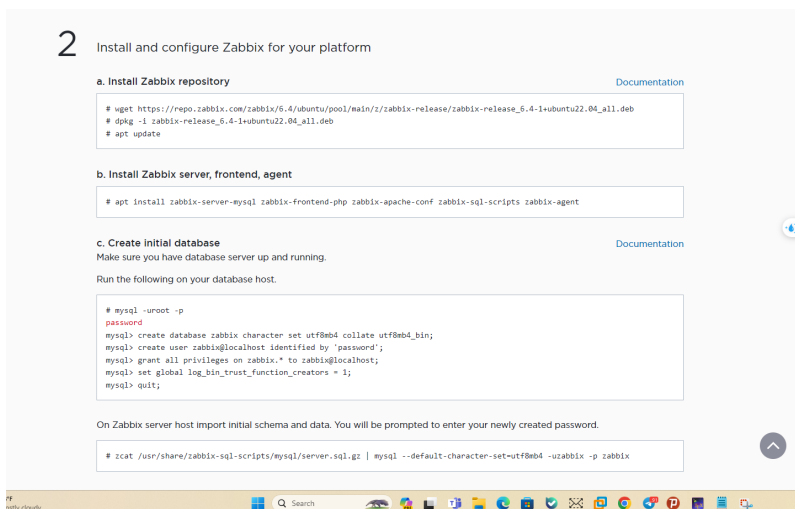 2
Install and configure Zabbix for your platform
a. Install Zabbix repository
Documentation
# wget https://repo.zabbix.com/zabbix/6.4/ubuntu/pool/main/z/zabbix-release/zabbix-release_6.4-1+ubuntu22.04_all.deb
# dpkg -i zabbix-release_6.4-1+ubuntu22.04_all.deb
# apt update
b. Install Zabbix server, frontend, agent
# apt install zabbix-server-mysql zabbix-frontend-php zabbix-apache-conf zabbix-sql-scripts zabbix-agent
c. Create initial database
Documentation
Make sure you have database server up and running.
Run the following on your database host.
# mysql -uroot -p
password
mysql> create database zabbix character set utf8mb4 collate utf8mb4_bin;
mysql> create user zabbix@localhost identified by 'password';
mysql> grant all privileges on zabbix.* to zabbix@localhost;
mysql> set global log_bin_trust_function_creators = 1;
mysql> quit;
On Zabbix server host import initial schema and data. You will be prompted to enter your newly created password.
# zcat /usr/share/zabbix-sql-scripts/mysql/server.sql.gz | mysql --default-character-set=utf8mb4 -uzabbix -p zabbix
Search